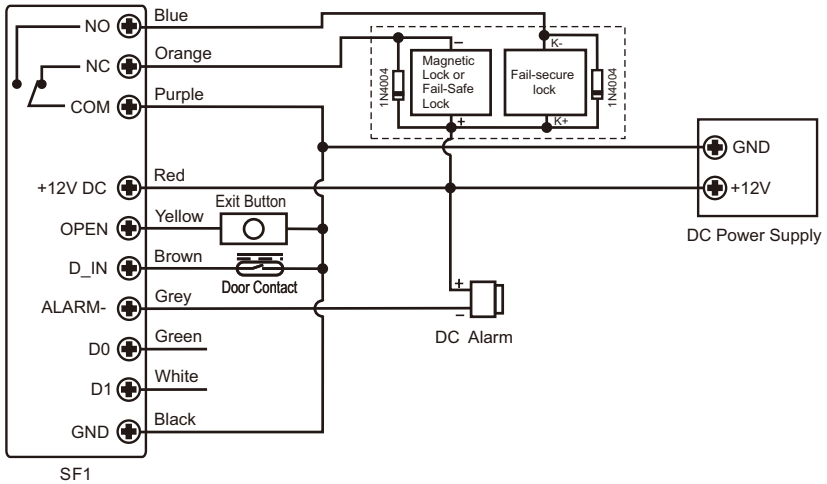 NO
Blue
NC
Orange
COM
Purple
1N4004
−
Magnetic
Lock or
Fail-Safe
Lock
+
K-
Fail-secure
lock
K+
1N4004
GND
+12V
DC Power Supply
+12V DC
Red
Exit Button
OPEN
Yellow
D_IN
Brown
Door Contact
ALARM-
Grey
+
−
DC Alarm
D0
Green
D1
White
GND
Black
SF1